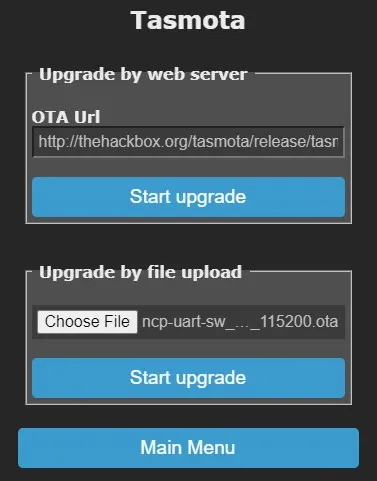 Tasmota
Upgrade by web server
OTA Url
http://thehackbox.org/tasmota/release/tasr
Start upgrade
Upgrade by file upload
Choose File ncp-uart-sw_..._115200.ota
Start upgrade
Main Menu